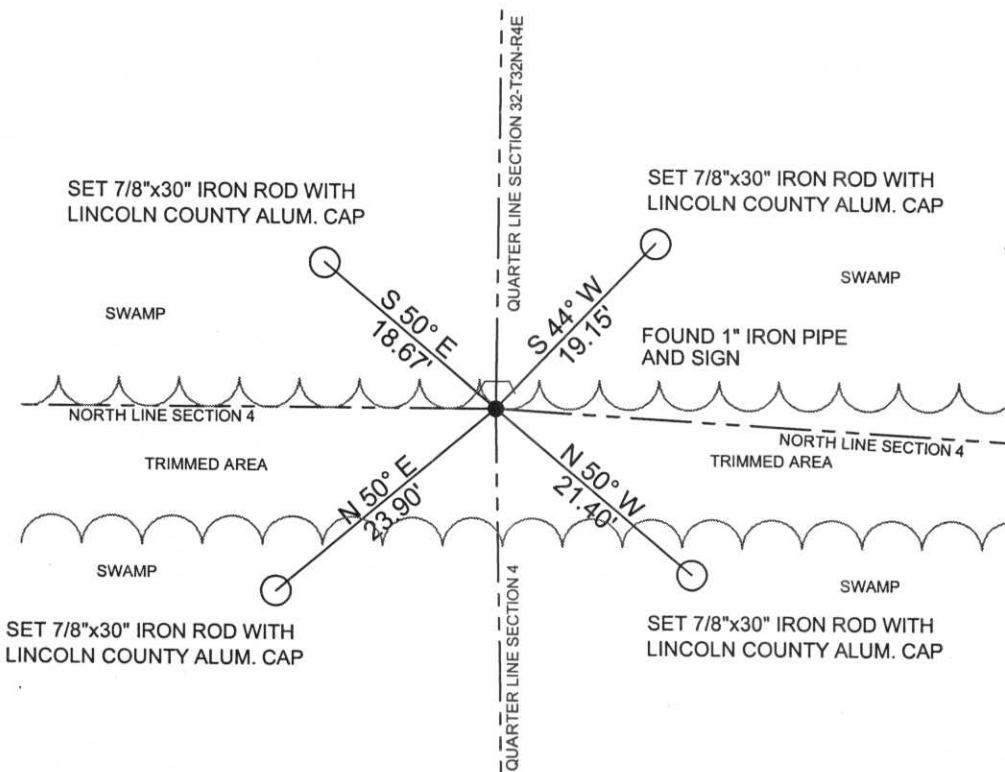 QUARTER LINE SECTION 32-T32N-R4E
SET 7/8"x30" IRON ROD WITH
LINCOLN COUNTY ALUM. CAP
SET 7/8"x30" IRON ROD WITH
LINCOLN COUNTY ALUM. CAP
SWAMP
SWAMP
S 50° E
18.67'
S 44° W
19.15'
FOUND 1" IRON PIPE
AND SIGN
NORTH LINE SECTION 4
NORTH LINE SECTION 4
TRIMMED AREA
TRIMMED AREA
N 50° E
23.90'
N 50° W
21.40'
SWAMP
SWAMP
SET 7/8"x30" IRON ROD WITH
LINCOLN COUNTY ALUM. CAP
SET 7/8"x30" IRON ROD WITH
LINCOLN COUNTY ALUM. CAP
QUARTER LINE SECTION 4